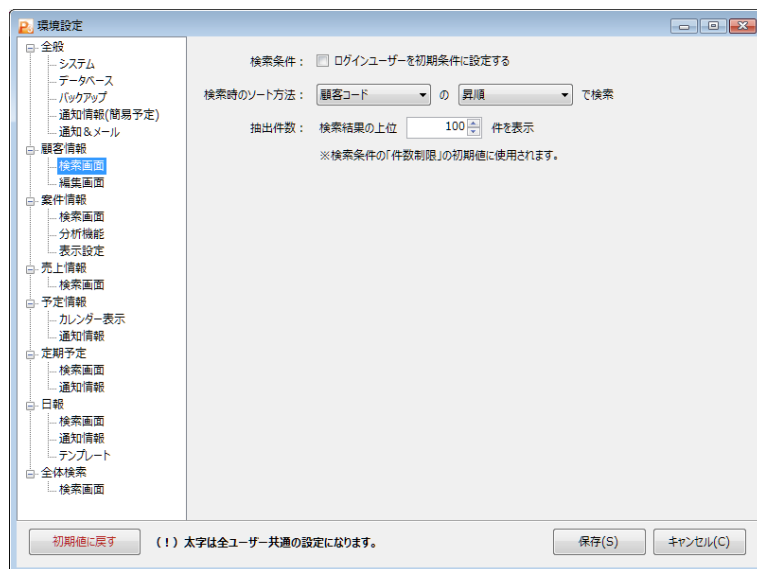 環境設定
全般
システム
データベース
バックアップ
通知情報(簡易予定)
通知&メール
顧客情報
検索画面
編集画面
案件情報
検索画面
分析機能
表示設定
売上情報
検索画面
予定情報
カレンダー表示
通知情報
定期予定
検索画面
通知情報
日報
検索画面
通知情報
テンプレート
全体検索
検索画面
検索条件： ログインユーザーを初期条件に設定する
検索時のソート方法： 顧客コード の 昇順 で検索
抽出件数： 検索結果の上位 100 件を表示
※検索条件の「件数制限」の初期値に使用されます。
初期値に戻す (！)太字は全ユーザー共通の設定になります。 保存(S) キャンセル(C)